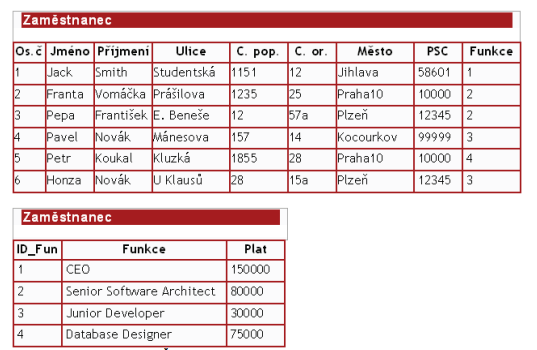 Zaměstnanec
Os.č Jméno Příjmení Ulice C. pop. C. or. Město PSC Funkce
1 Jack Smith Studentská 1151 12 Jihlava 58601 1
2 Franta Vomáčka Prášilova 1235 25 Praha10 10000 2
3 Pepa František E. Beneše 12 57a Plzeň 12345 2
4 Pavel Novák Mánesova 157 14 Kocourkov 99999 3
5 Petr Koukal Kluzká 1855 28 Praha10 10000 4
6 Honza Novák U Klausů 28 15a Plzeň 12345 3
Zaměstnanec
ID_Fun Funkce Plat
1 CEO 150000
2 Senior Software Architect 80000
3 Junior Developer 30000
4 Database Designer 75000